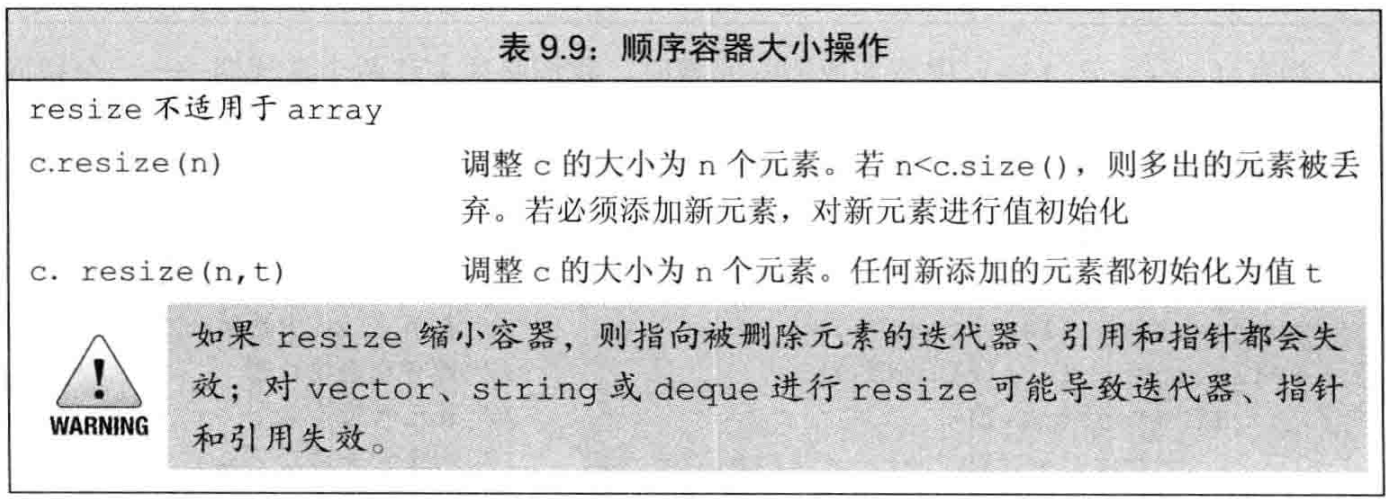 表 9.9：顺序容器大小操作
resize 不适用于 array
c.resize(n) 调整 c 的大小为 n 个元素。若 n<c.size()，则多出的元素被丢
弃。若必须添加新元素，对新元素进行值初始化
c. resize(n,t) 调整 c 的大小为 n 个元素。任何新添加的元素都初始化为值 t
如果 resize 缩小容器，则指向被删除元素的迭代器、引用和指针都会失
效；对 vector、string 或 deque 进行 resize 可能导致迭代器、指针
和引用失效。
WARNING